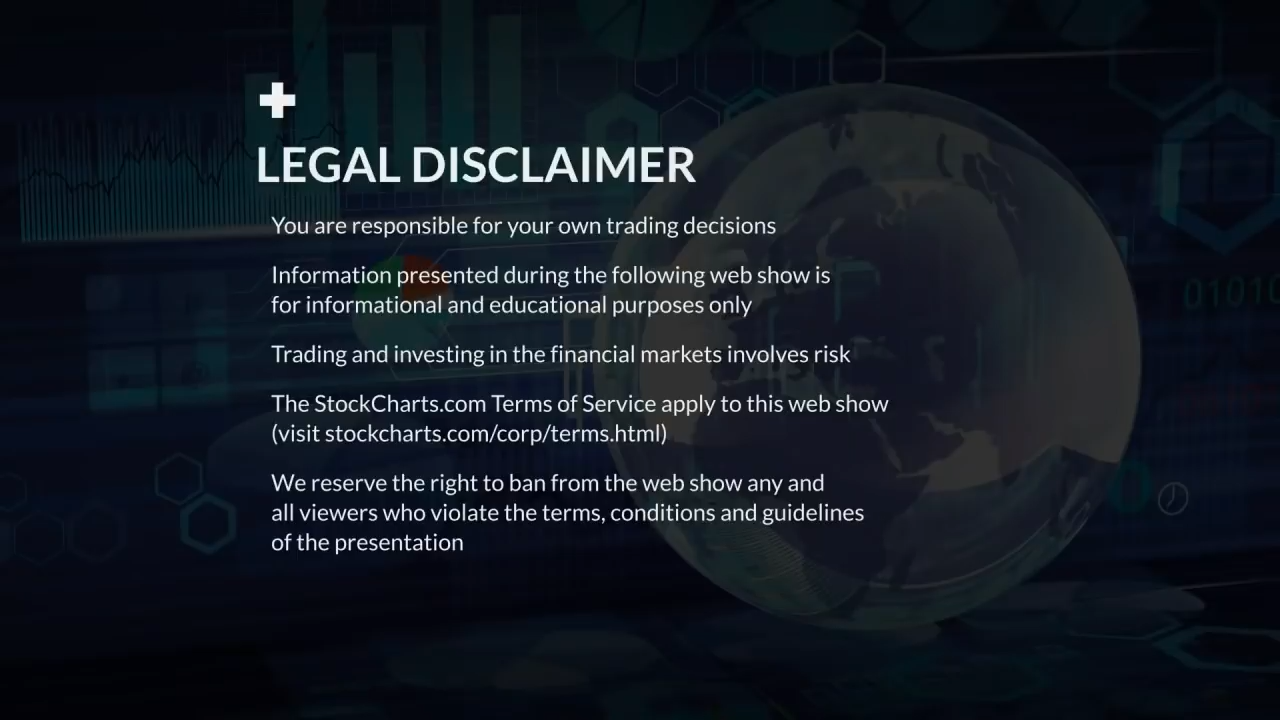 LEGAL DISCLAIMER
You are responsible for your own trading decisions
Information presented during the following web show is
for informational and educational purposes only
Trading and investing in the financial markets involves risk
The StockCharts.com Terms of Service apply to this web show
(visit stockcharts.com/corp/terms.html)
We reserve the right to ban from the web show any and
all viewers who violate the terms, conditions and guidelines
of the presentation
01010